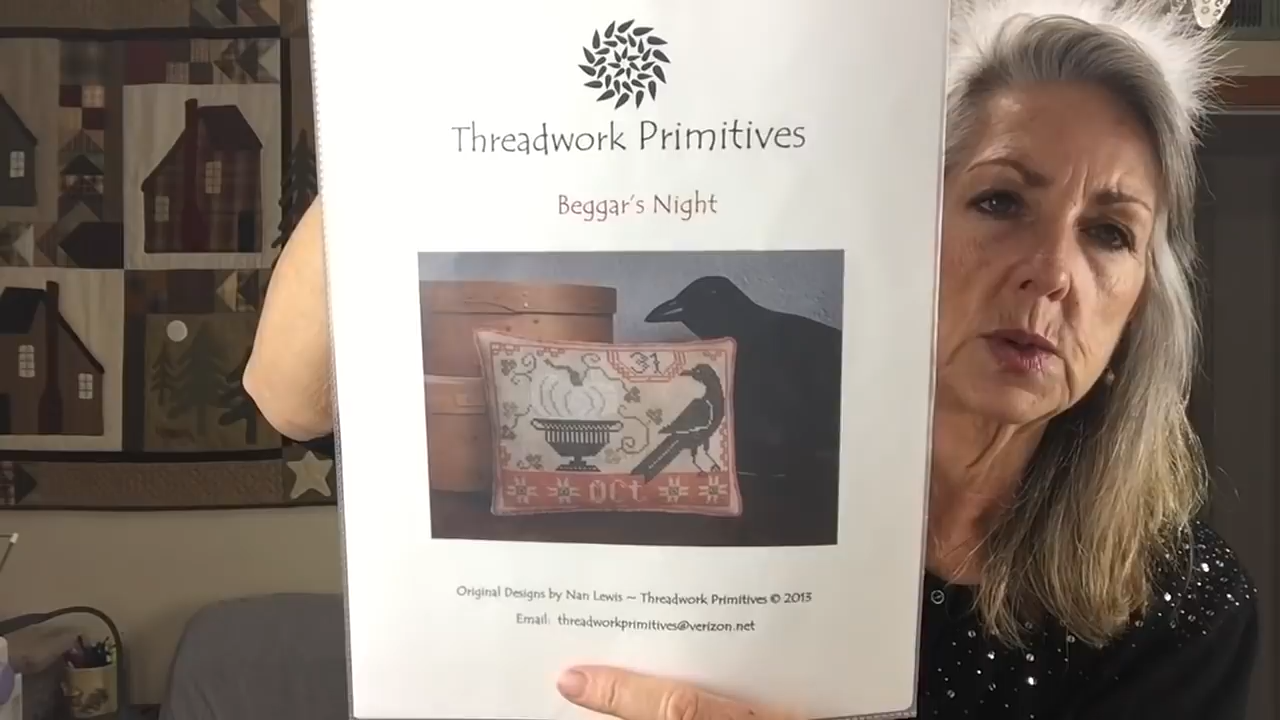 Threadwork Primitives
Beggar's Night
31
OCT
Original Designs by Nan Lewis ~ Threadwork Primitives © 2013
Email: threadworkprimitives@verizon.net